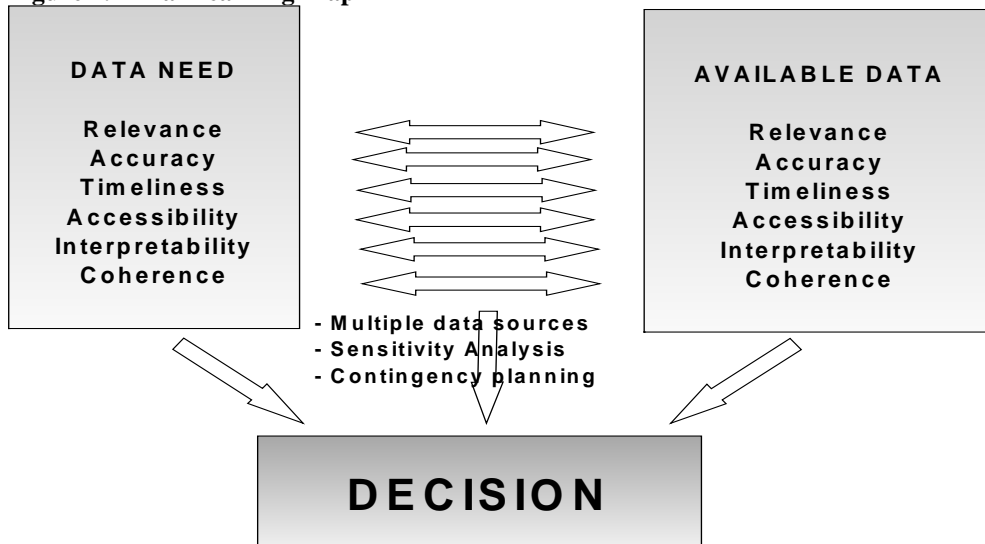 DATA NEED
Relevance
Accuracy
Timeliness
Accessibility
Interpretability
Coherence
AVAILABLE DATA
Relevance
Accuracy
Timeliness
Accessibility
Interpretability
Coherence
- Multiple data sources
- Sensitivity Analysis
- Contingency planning
DECISION